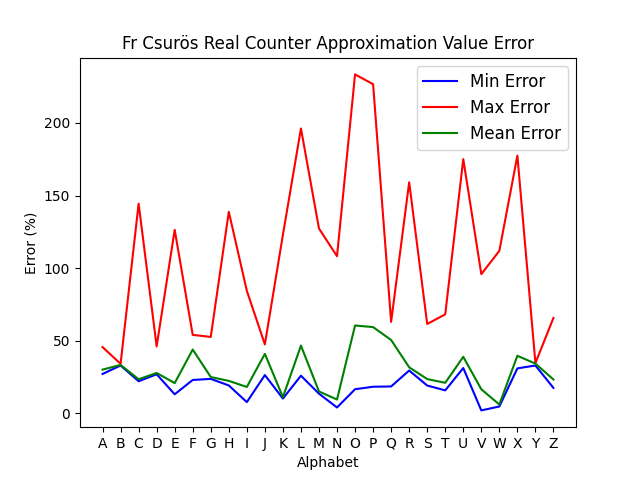 Fr Csurös Real Counter Approximation Value Error
Min Error
Max Error
Mean Error
Error (%)
200
150
100
50
0
A B C D E F G H I J K L M N O P Q R S T U V W X Y Z
Alphabet